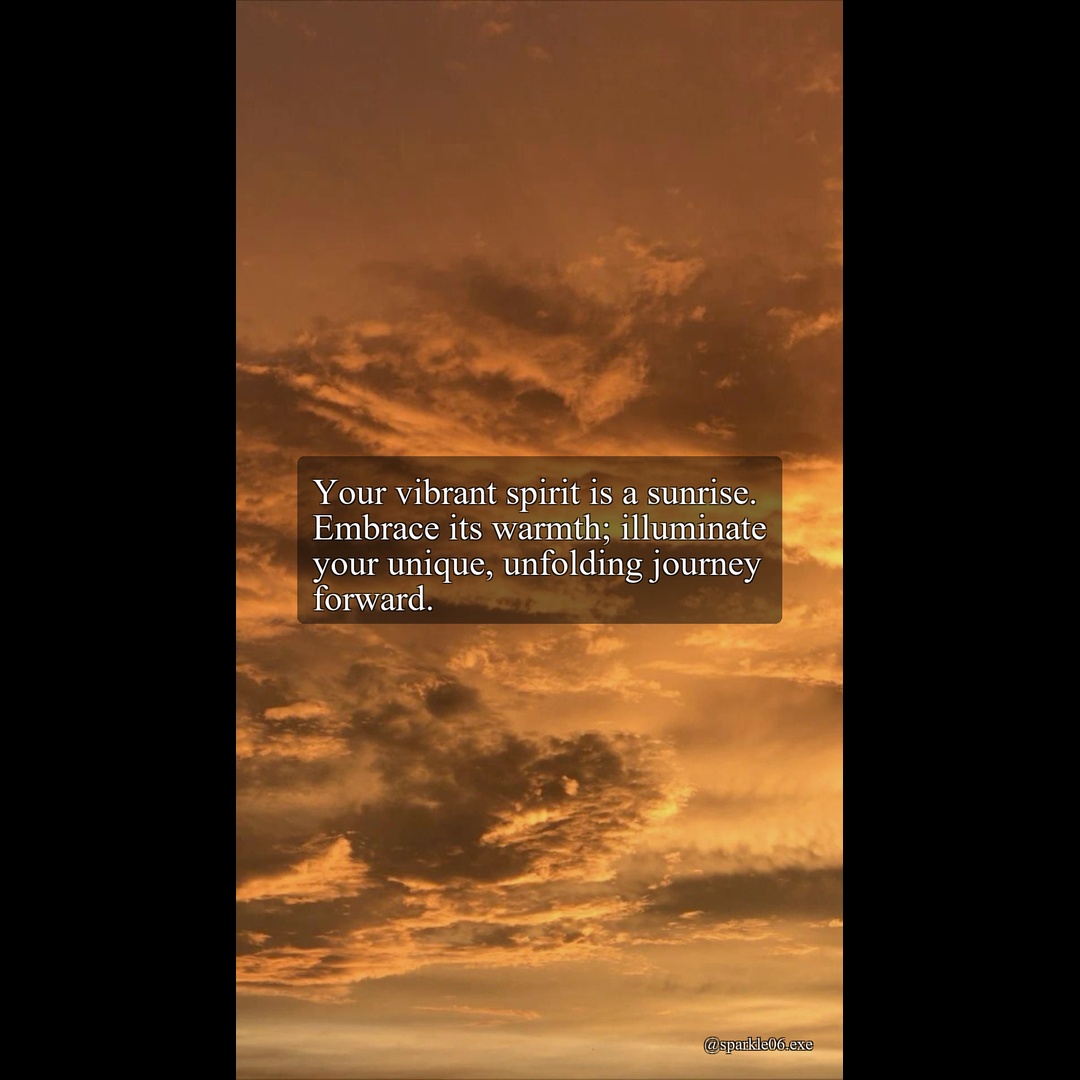 Your vibrant spirit is a sunrise.
Embrace its warmth; illuminate
your unique, unfolding journey
forward.
@sparkle06.exe